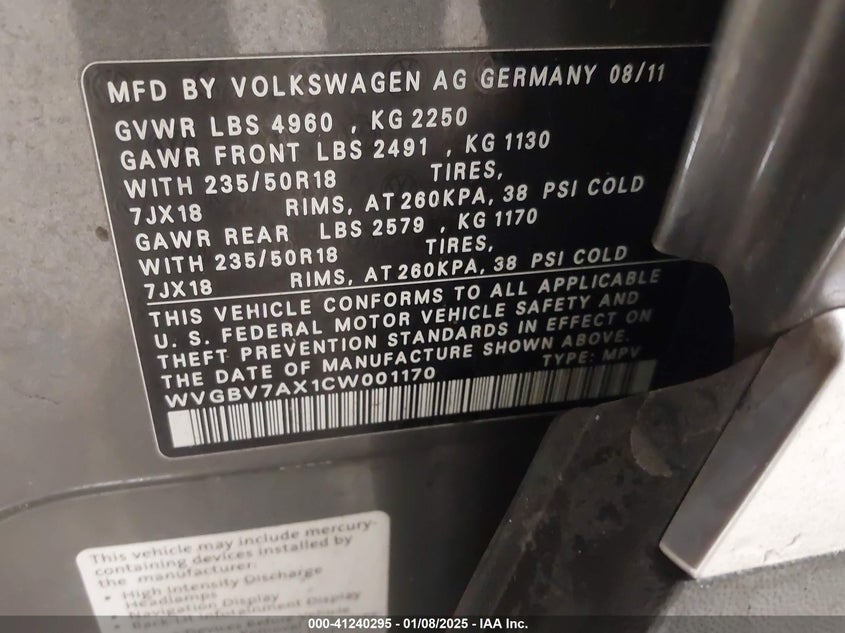 MFD BY VOLKSWAGEN AG GERMANY 08/11
GVWR LBS 4960 , KG 2250
GAWR FRONT LBS 2491 , KG 1130
WITH 235/50R18 TIRES,
7JX18 RIMS, AT 260KPA, 38 PSI COLD
GAWR REAR LBS 2579 , KG 1170
WITH 235/50R18 TIRES,
7JX18 RIMS, AT 260KPA, 38 PSI COLD
THIS VEHICLE CONFORMS TO ALL APPLICABLE
U. S. FEDERAL MOTOR VEHICLE SAFETY AND
THEFT PREVENTION STANDARDS IN EFFECT ON
THE DATE OF MANUFACTURE SHOWN ABOVE.
WVGBV7AX1CW001170 TYPE: MPV
This vehicle may include mercury-
containing devices installed by
the manufacturer:
• High Intensity Discharge
Headlamps
• Navigation Display
Display
000-41240295 - 01/08/2025 - IAA Inc.